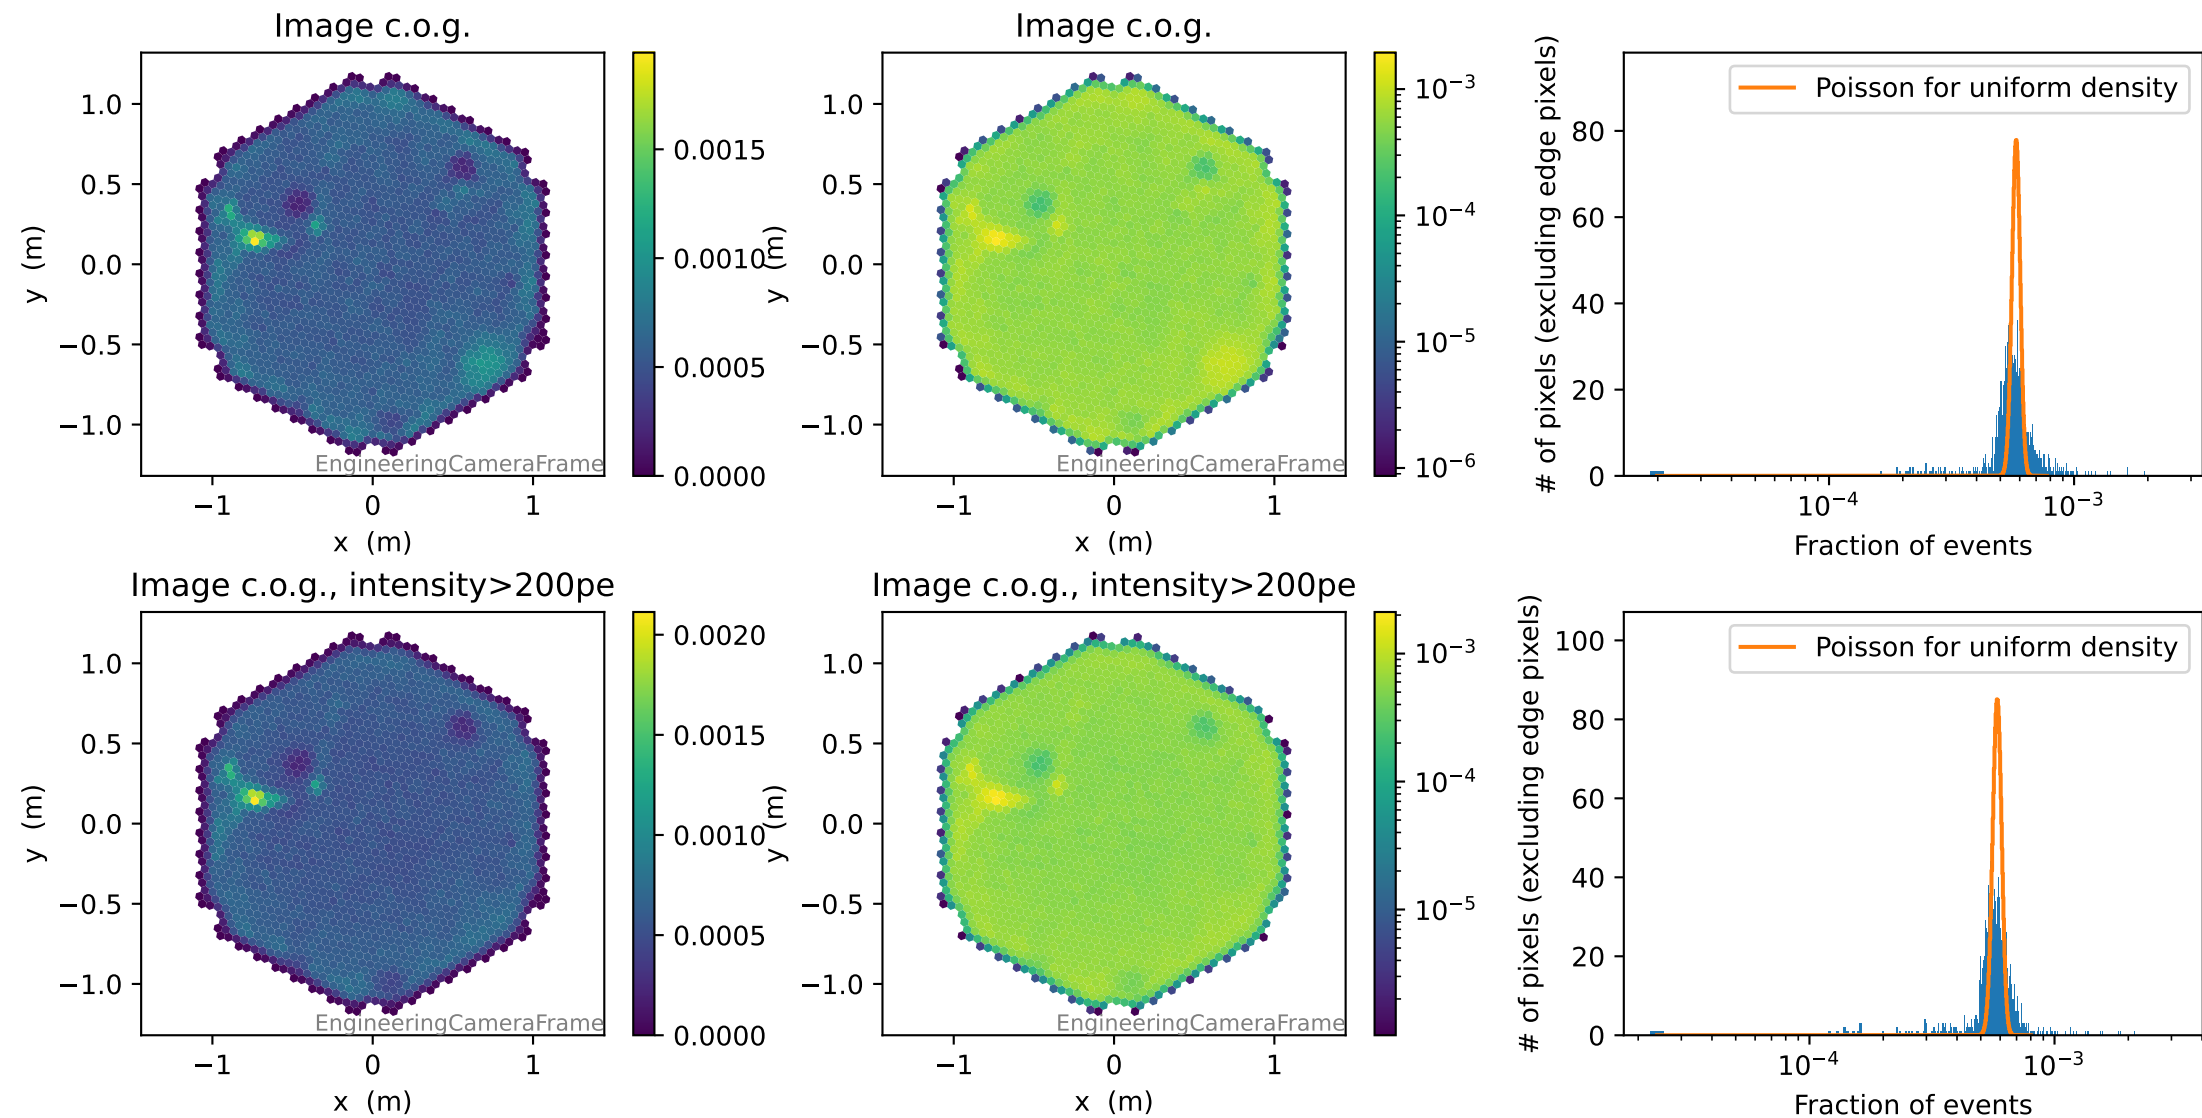 Image c.o.g.
1.0
0.5
0.0
−0.5
−1.0
y (m)
−1
0
1
x (m)
EngineeringCameraFrame
0.0015
0.0010
0.0005
0.0000
Image c.o.g.
1.0
0.5
0.0
−0.5
−1.0
y (m)
−1
0
1
x (m)
EngineeringCameraFrame
10⁻³
10⁻⁴
10⁻⁵
10⁻⁶
# of pixels (excluding edge pixels)
80
60
40
20
0
Poisson for uniform density
10⁻⁴
10⁻³
Fraction of events
Image c.o.g., intensity>200pe
1.0
0.5
0.0
−0.5
−1.0
y (m)
−1
0
1
x (m)
EngineeringCameraFrame
0.0020
0.0015
0.0010
0.0005
0.0000
Image c.o.g., intensity>200pe
1.0
0.5
0.0
−0.5
−1.0
y (m)
−1
0
1
x (m)
EngineeringCameraFrame
10⁻³
10⁻⁴
10⁻⁵
# of pixels (excluding edge pixels)
100
80
60
40
20
0
Poisson for uniform density
10⁻⁴
10⁻³
Fraction of events